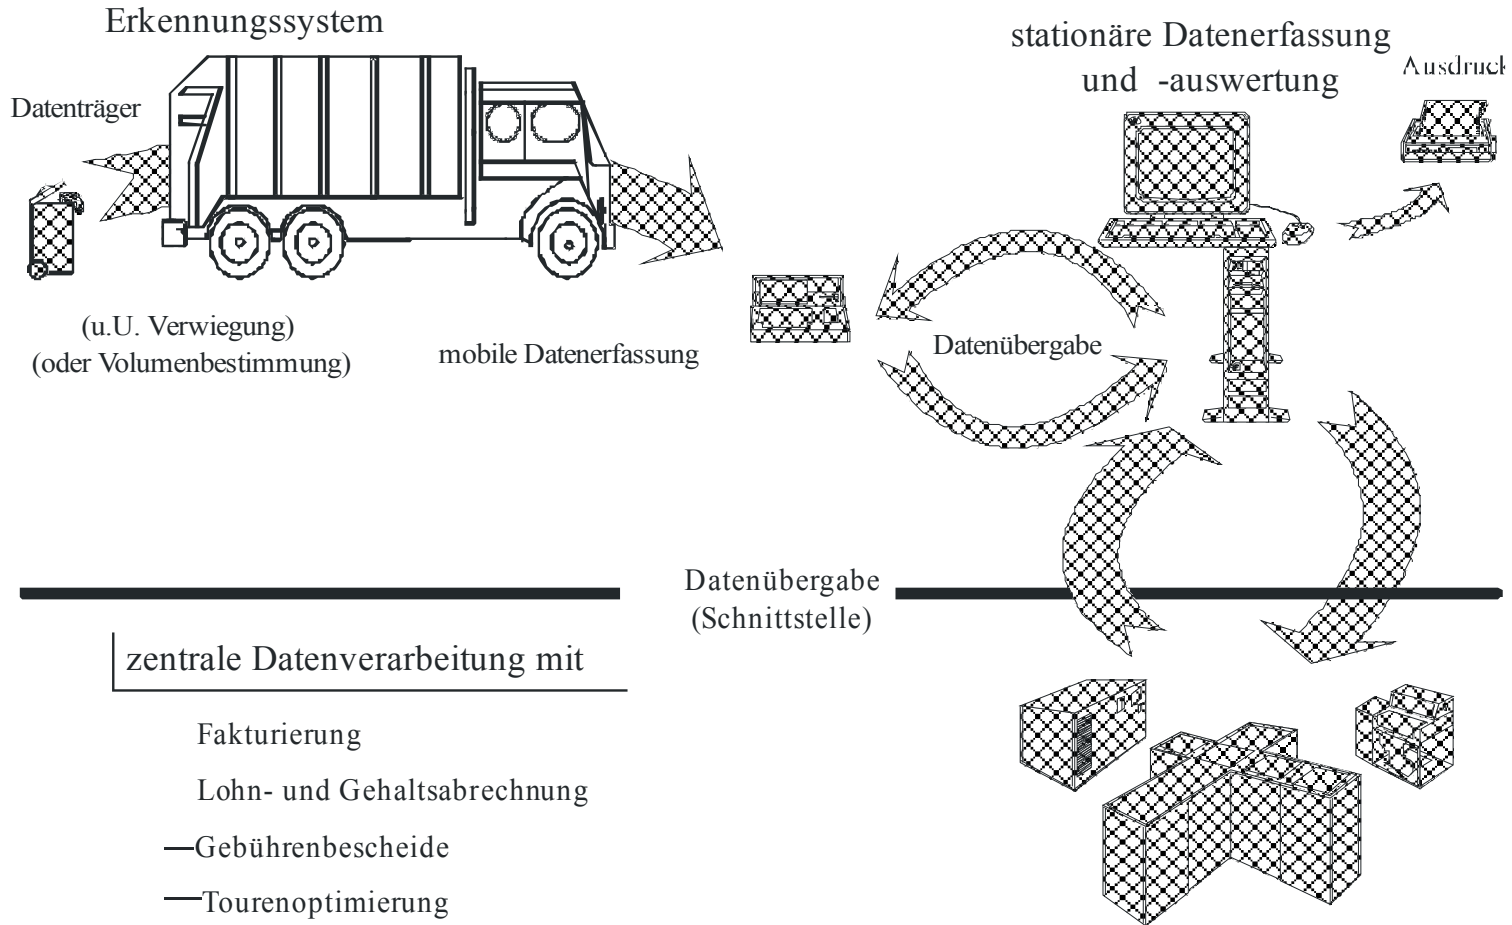 Erkennungssystem
Datenträger
(u.U. Verwiegung)
(oder Volumenbestimmung)
mobile Datenerfassung
stationäre Datenerfassung
und -auswertung
Ausdruck
Datenübergabe
Datenübergabe
(Schnittstelle)
zentrale Datenverarbeitung mit
Fakturierung
Lohn- und Gehaltsabrechnung
Gebührenbescheide
Tourenoptimierung